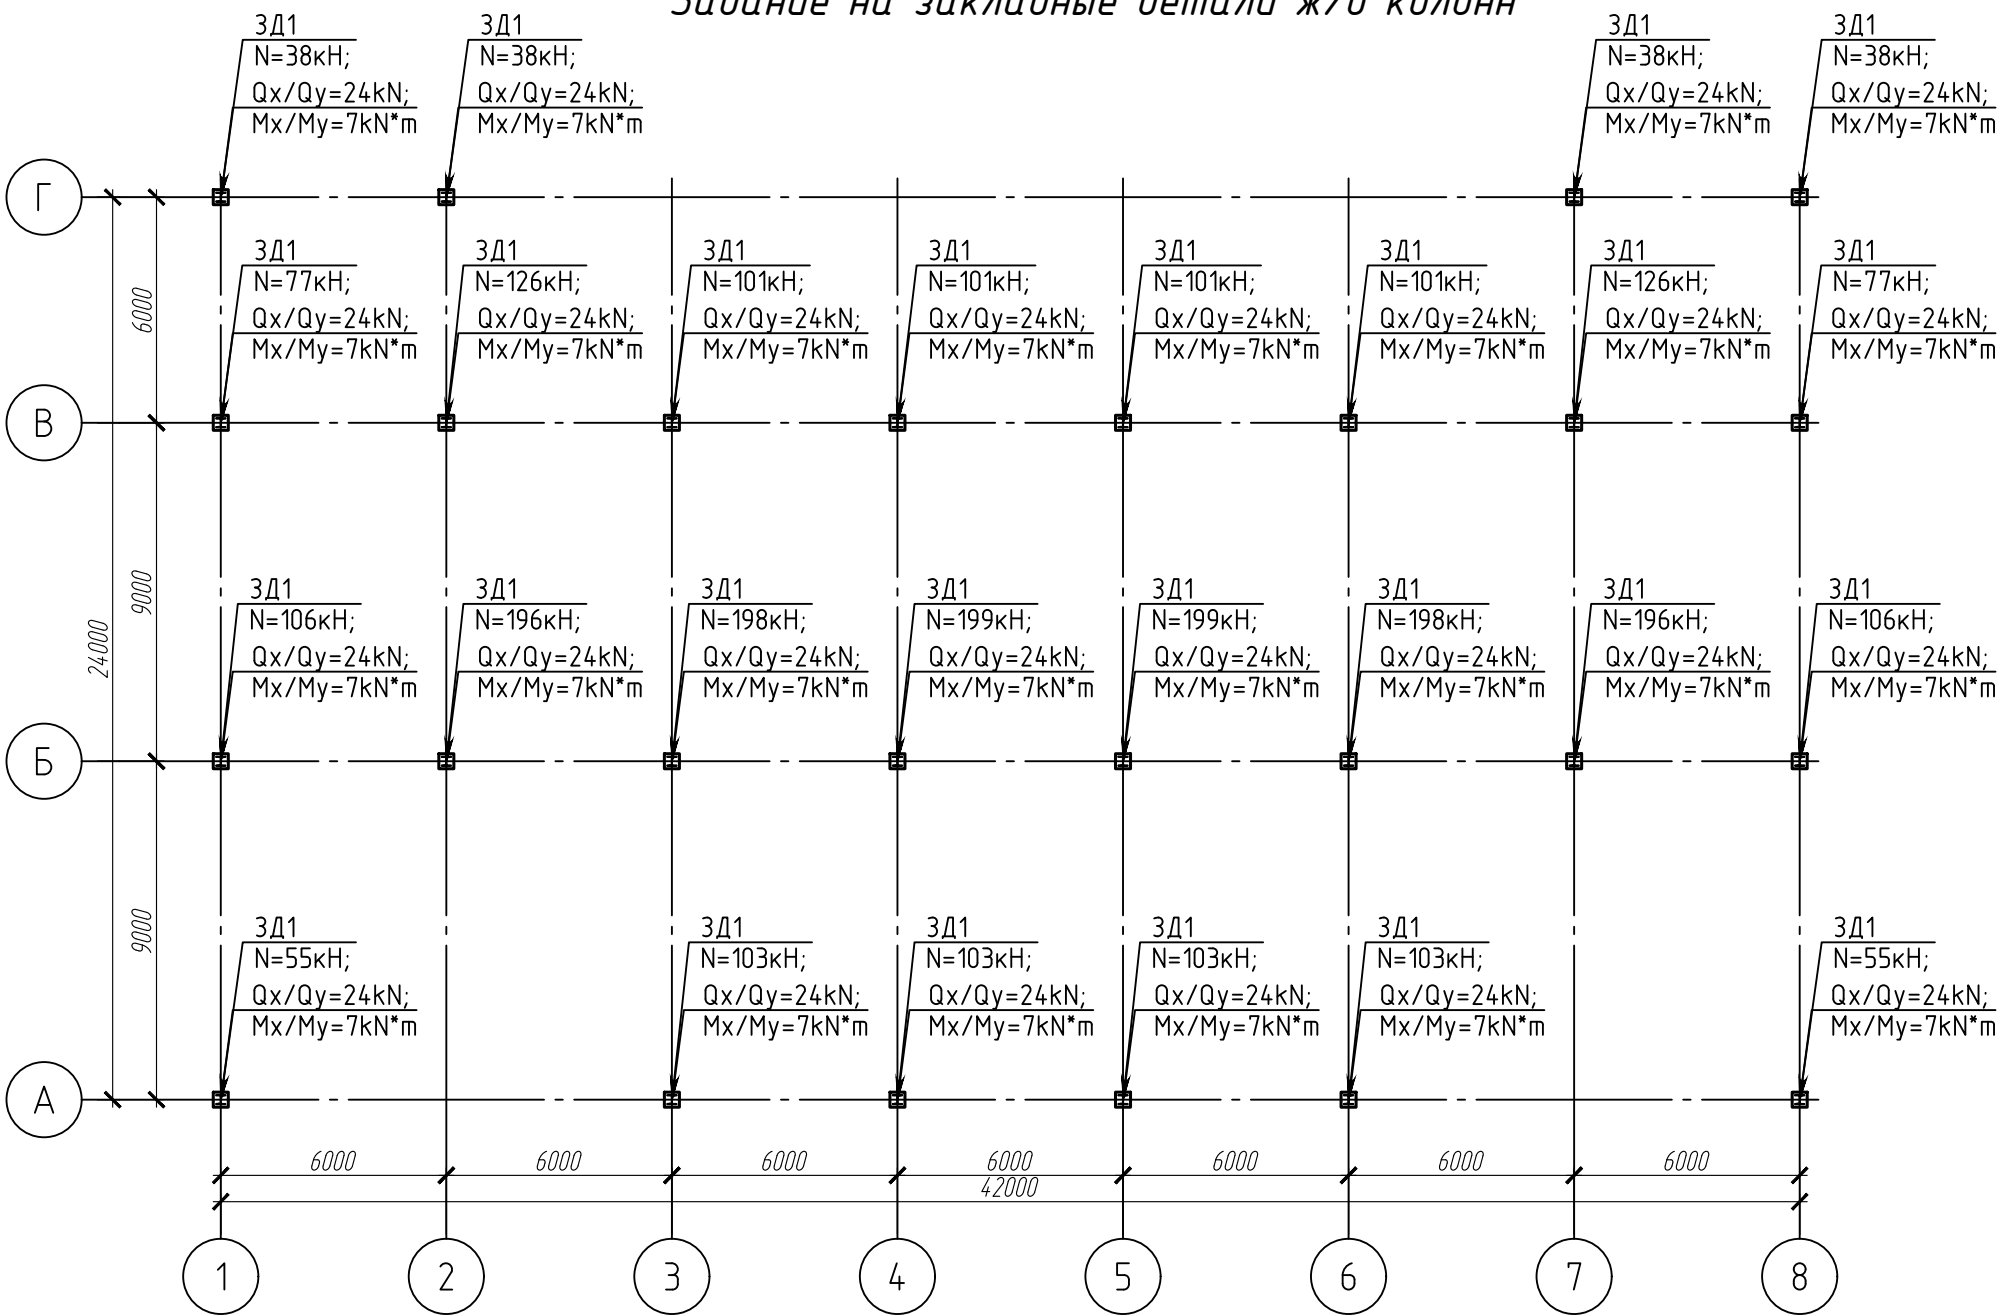 Задание на закладные детали ж/б колонн
ЗД1 ЗД1 ЗД1 ЗД1
N=38кН; N=38кН; N=38кН; N=38кН;
Qx/Qy=24kN; Qx/Qy=24kN; Qx/Qy=24kN; Qx/Qy=24kN;
Mx/My=7kN*m Mx/My=7kN*m Mx/My=7kN*m Mx/My=7kN*m
Г
ЗД1 ЗД1 ЗД1 ЗД1 ЗД1 ЗД1 ЗД1 ЗД1
N=77кН; N=126кН; N=101кН; N=101кН; N=101кН; N=101кН; N=126кН; N=77кН;
Qx/Qy=24kN; Qx/Qy=24kN; Qx/Qy=24kN; Qx/Qy=24kN; Qx/Qy=24kN; Qx/Qy=24kN; Qx/Qy=24kN; Qx/Qy=24kN;
Mx/My=7kN*m Mx/My=7kN*m Mx/My=7kN*m Mx/My=7kN*m Mx/My=7kN*m Mx/My=7kN*m Mx/My=7kN*m Mx/My=7kN*m
6000
В
9000
24000
ЗД1 ЗД1 ЗД1 ЗД1 ЗД1 ЗД1 ЗД1 ЗД1
N=106кН; N=196кН; N=198кН; N=199кН; N=199кН; N=198кН; N=196кН; N=106кН;
Qx/Qy=24kN; Qx/Qy=24kN; Qx/Qy=24kN; Qx/Qy=24kN; Qx/Qy=24kN; Qx/Qy=24kN; Qx/Qy=24kN; Qx/Qy=24kN;
Mx/My=7kN*m Mx/My=7kN*m Mx/My=7kN*m Mx/My=7kN*m Mx/My=7kN*m Mx/My=7kN*m Mx/My=7kN*m Mx/My=7kN*m
Б
9000
ЗД1 ЗД1 ЗД1 ЗД1 ЗД1 ЗД1
N=55кН; N=103кН; N=103кН; N=103кН; N=103кН; N=55кН;
Qx/Qy=24kN; Qx/Qy=24kN; Qx/Qy=24kN; Qx/Qy=24kN; Qx/Qy=24kN; Qx/Qy=24kN;
Mx/My=7kN*m Mx/My=7kN*m Mx/My=7kN*m Mx/My=7kN*m Mx/My=7kN*m Mx/My=7kN*m
А
6000 6000 6000 6000 6000 6000 6000
42000
1 2 3 4 5 6 7 8